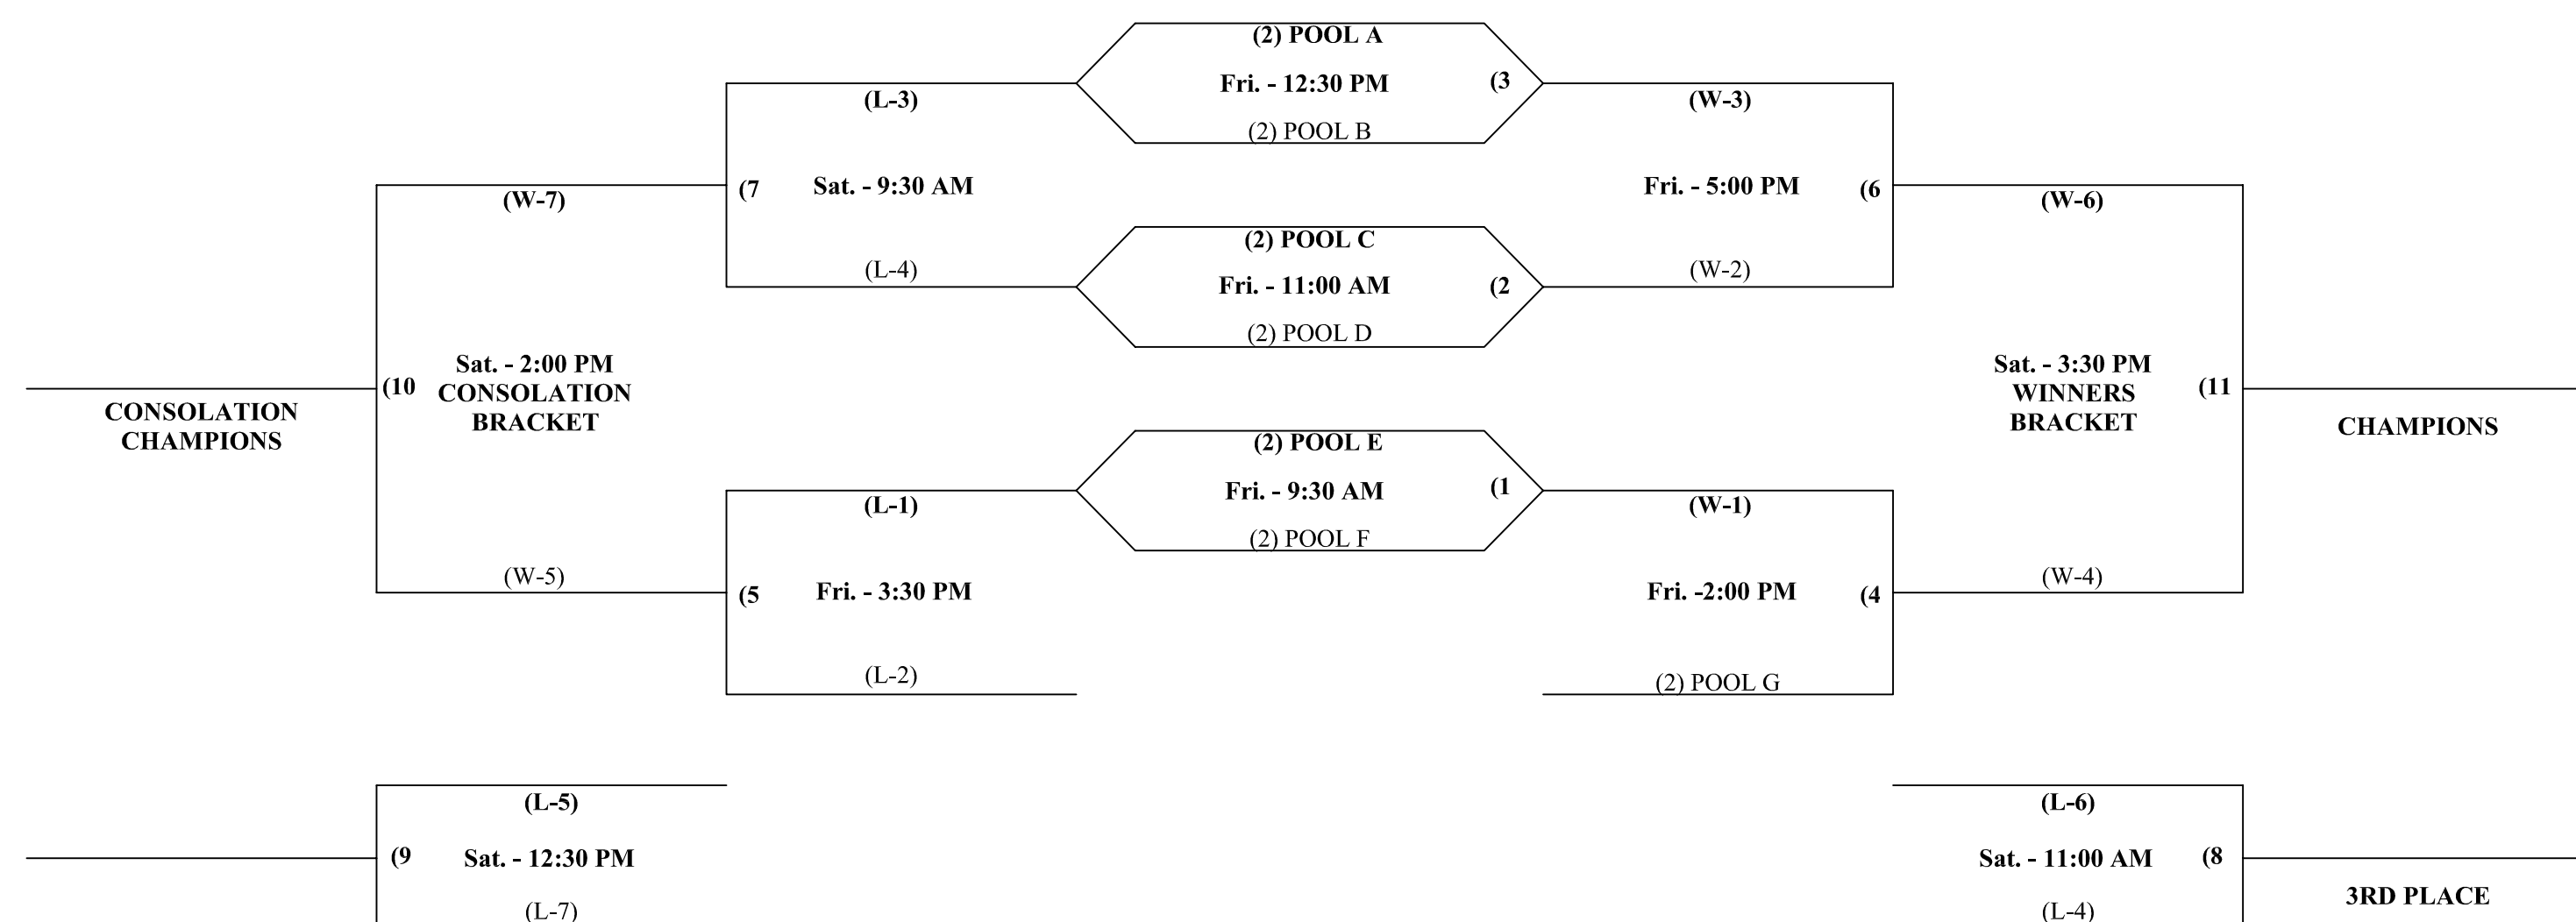 (2) POOL A
Fri. - 12:30 PM
(3
(2) POOL B
(L-3)
(W-3)
(7
Sat. - 9:30 AM
Fri. - 5:00 PM
(6
(W-7)
(W-6)
(2) POOL C
(L-4)
Fri. - 11:00 AM
(2
(W-2)
(2) POOL D
(10
Sat. - 2:00 PM
CONSOLATION
BRACKET
CONSOLATION
CHAMPIONS
Sat. - 3:30 PM
WINNERS
BRACKET
(11
CHAMPIONS
(2) POOL E
Fri. - 9:30 AM
(1
(2) POOL F
(L-1)
(W-1)
(W-5)
(5
Fri. - 3:30 PM
Fri. -2:00 PM
(4
(W-4)
(L-2)
(2) POOL G
(L-5)
(9
Sat. - 12:30 PM
(L-7)
(L-6)
Sat. - 11:00 AM
(8
(L-4)
3RD PLACE